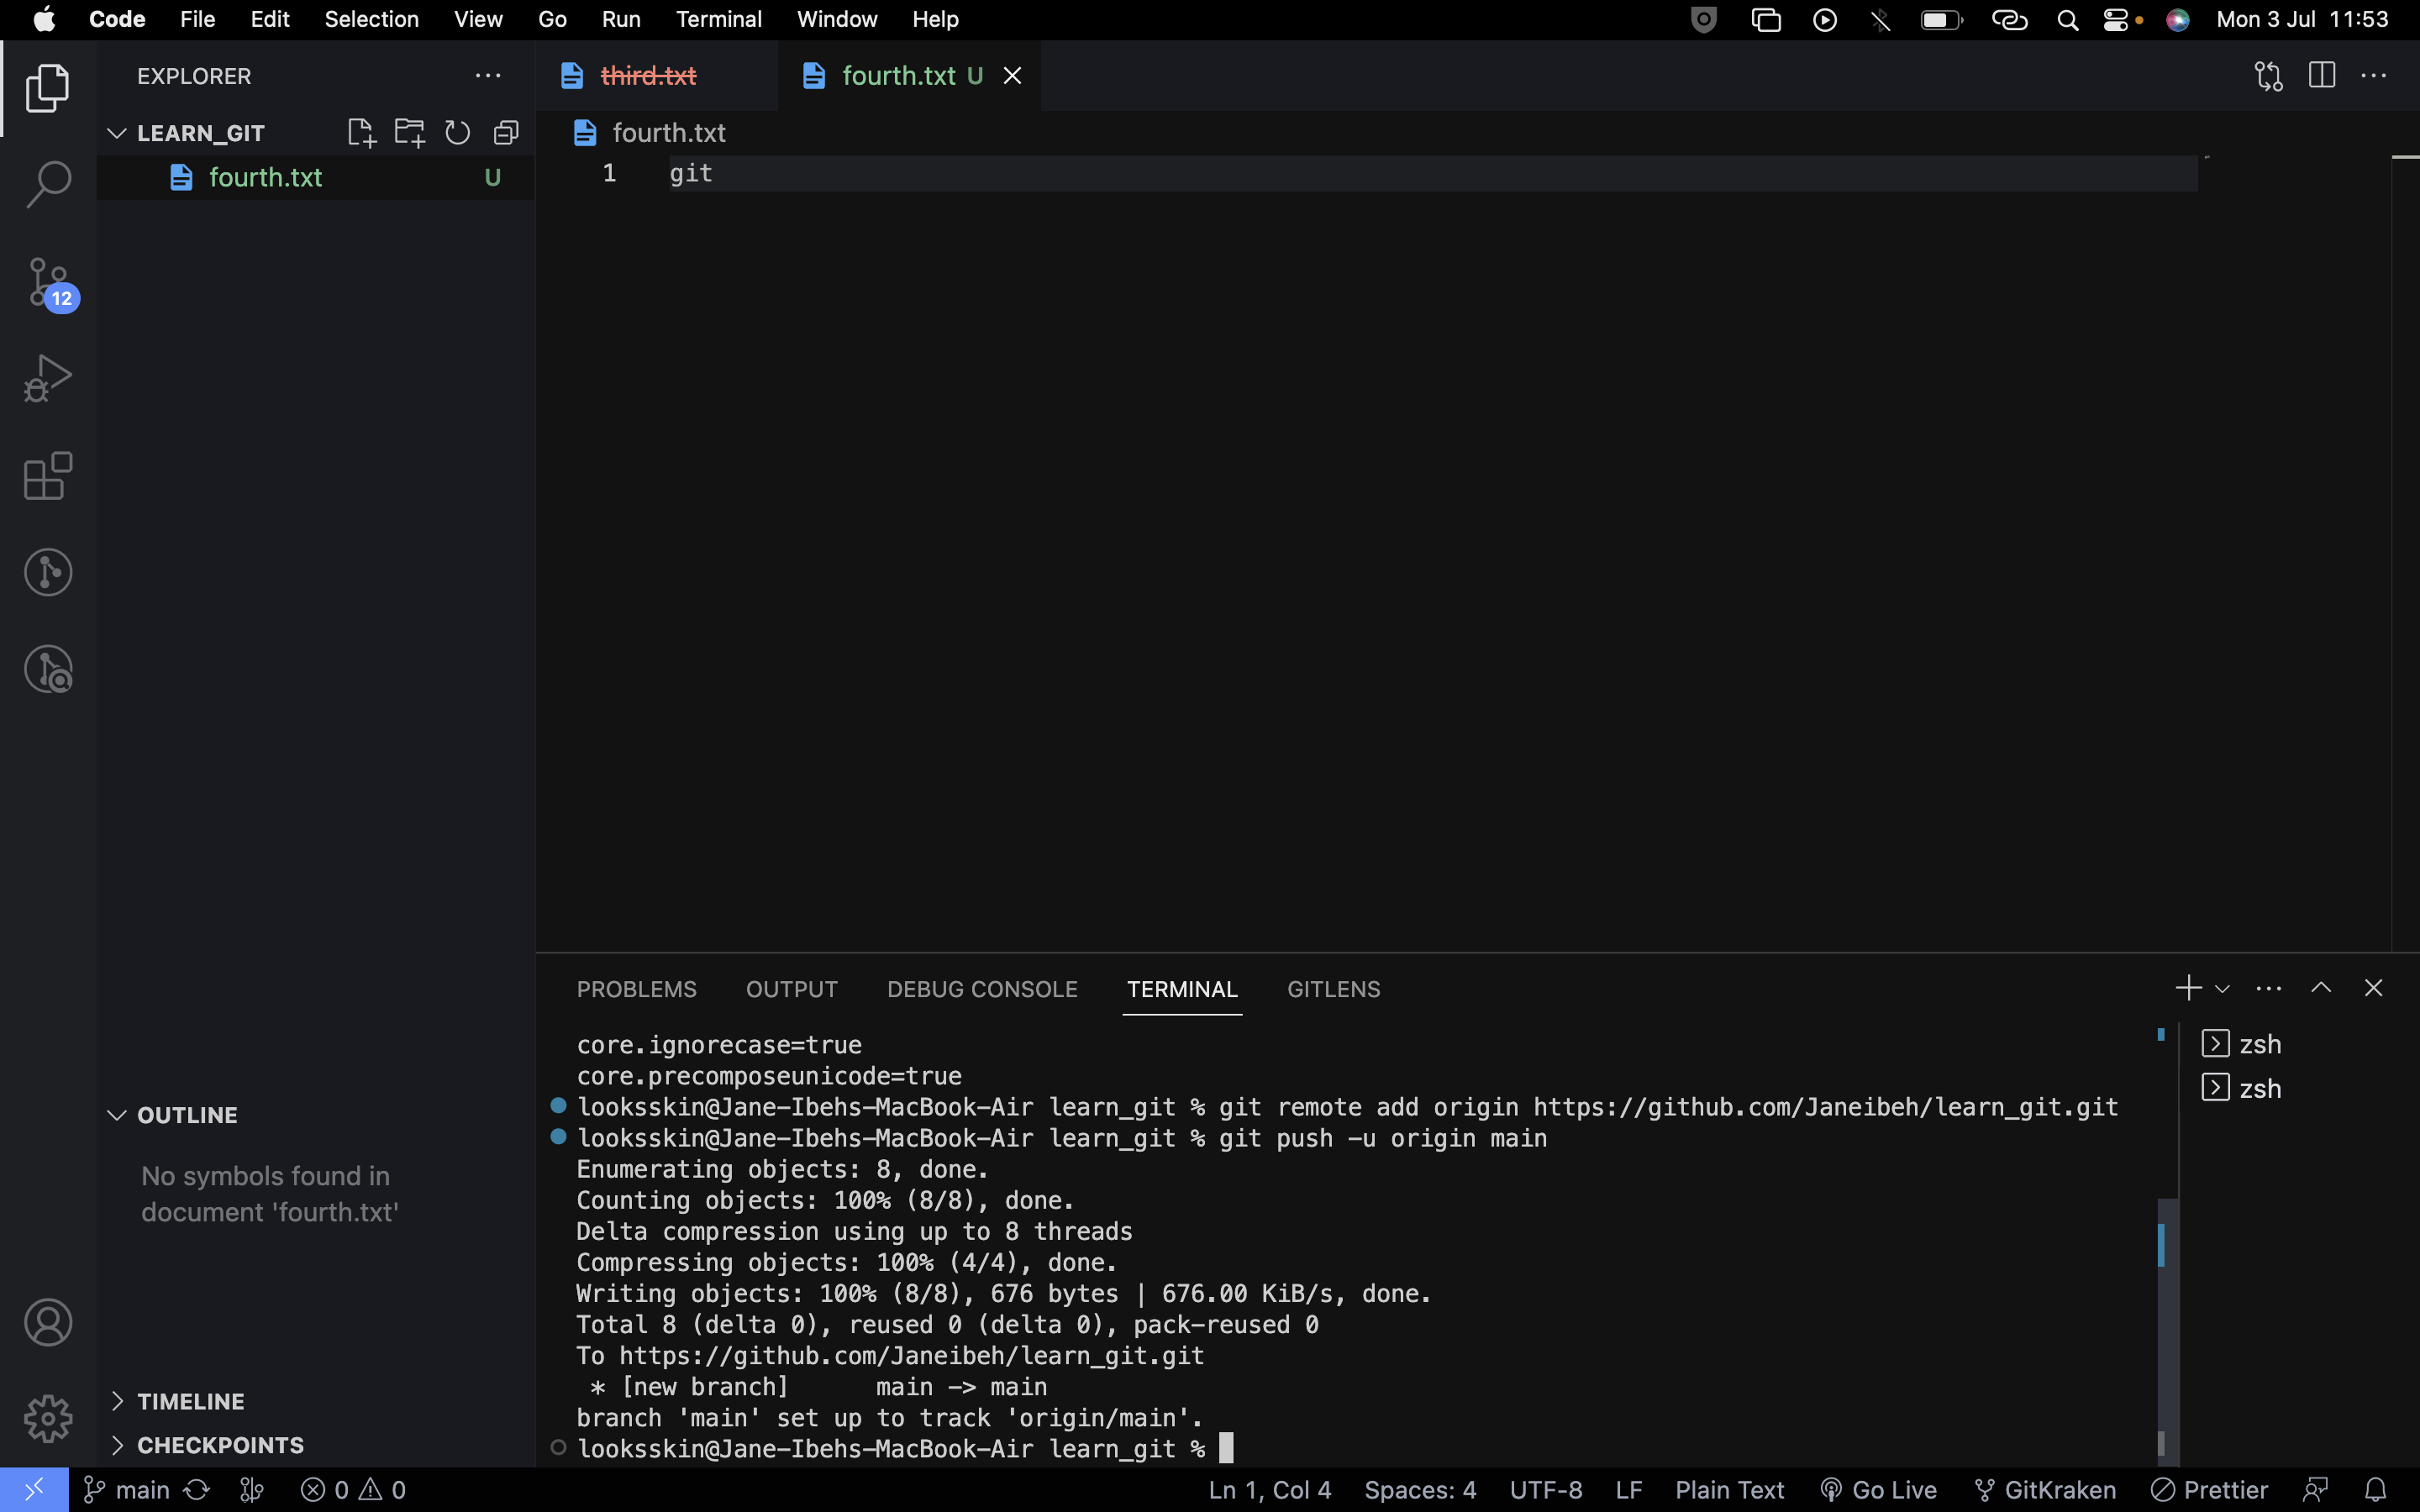 Code File Edit Selection View Go Run Terminal Window Help Mon 3 Jul 11:53
EXPLORER
LEARN_GIT
fourth.txt U
12
third.txt fourth.txt U
fourth.txt
1 git
OUTLINE
No symbols found in
document 'fourth.txt'
TIMELINE
CHECKPOINTS
PROBLEMS OUTPUT DEBUG CONSOLE TERMINAL GITLENS
core.ignorecase=true
core.precomposeunicode=true
looksskin@Jane-Ibehs-MacBook-Air learn_git % git remote add origin https://github.com/Janeibeh/learn_git.git
looksskin@Jane-Ibehs-MacBook-Air learn_git % git push -u origin main
Enumerating objects: 8, done.
Counting objects: 100% (8/8), done.
Delta compression using up to 8 threads
Compressing objects: 100% (4/4), done.
Writing objects: 100% (8/8), 676 bytes | 676.00 KiB/s, done.
Total 8 (delta 0), reused 0 (delta 0), pack-reused 0
To https://github.com/Janeibeh/learn_git.git
* [new branch] main -> main
branch 'main' set up to track 'origin/main'.
looksskin@Jane-Ibehs-MacBook-Air learn_git %
zsh
zsh
main 0 0 Ln 1, Col 4 Spaces: 4 UTF-8 LF Plain Text Go Live GitKraken Prettier